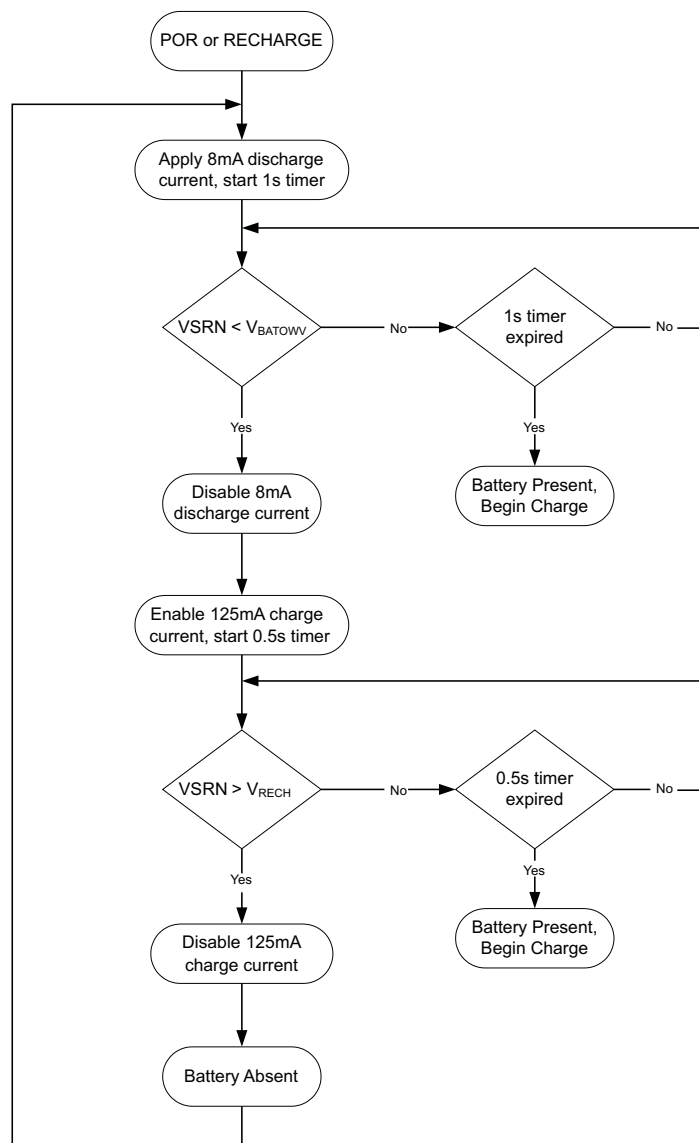 POR or RECHARGE
Apply 8mA discharge
current, start 1s timer
VSRN < VBATOWV
No
1s timer
expired
No
Yes
Yes
Disable 8mA
discharge current
Battery Present,
Begin Charge
Enable 125mA charge
current, start 0.5s timer
VSRN > VRECH
No
0.5s timer
expired
No
Yes
Yes
Disable 125mA
charge current
Battery Present,
Begin Charge
Battery Absent